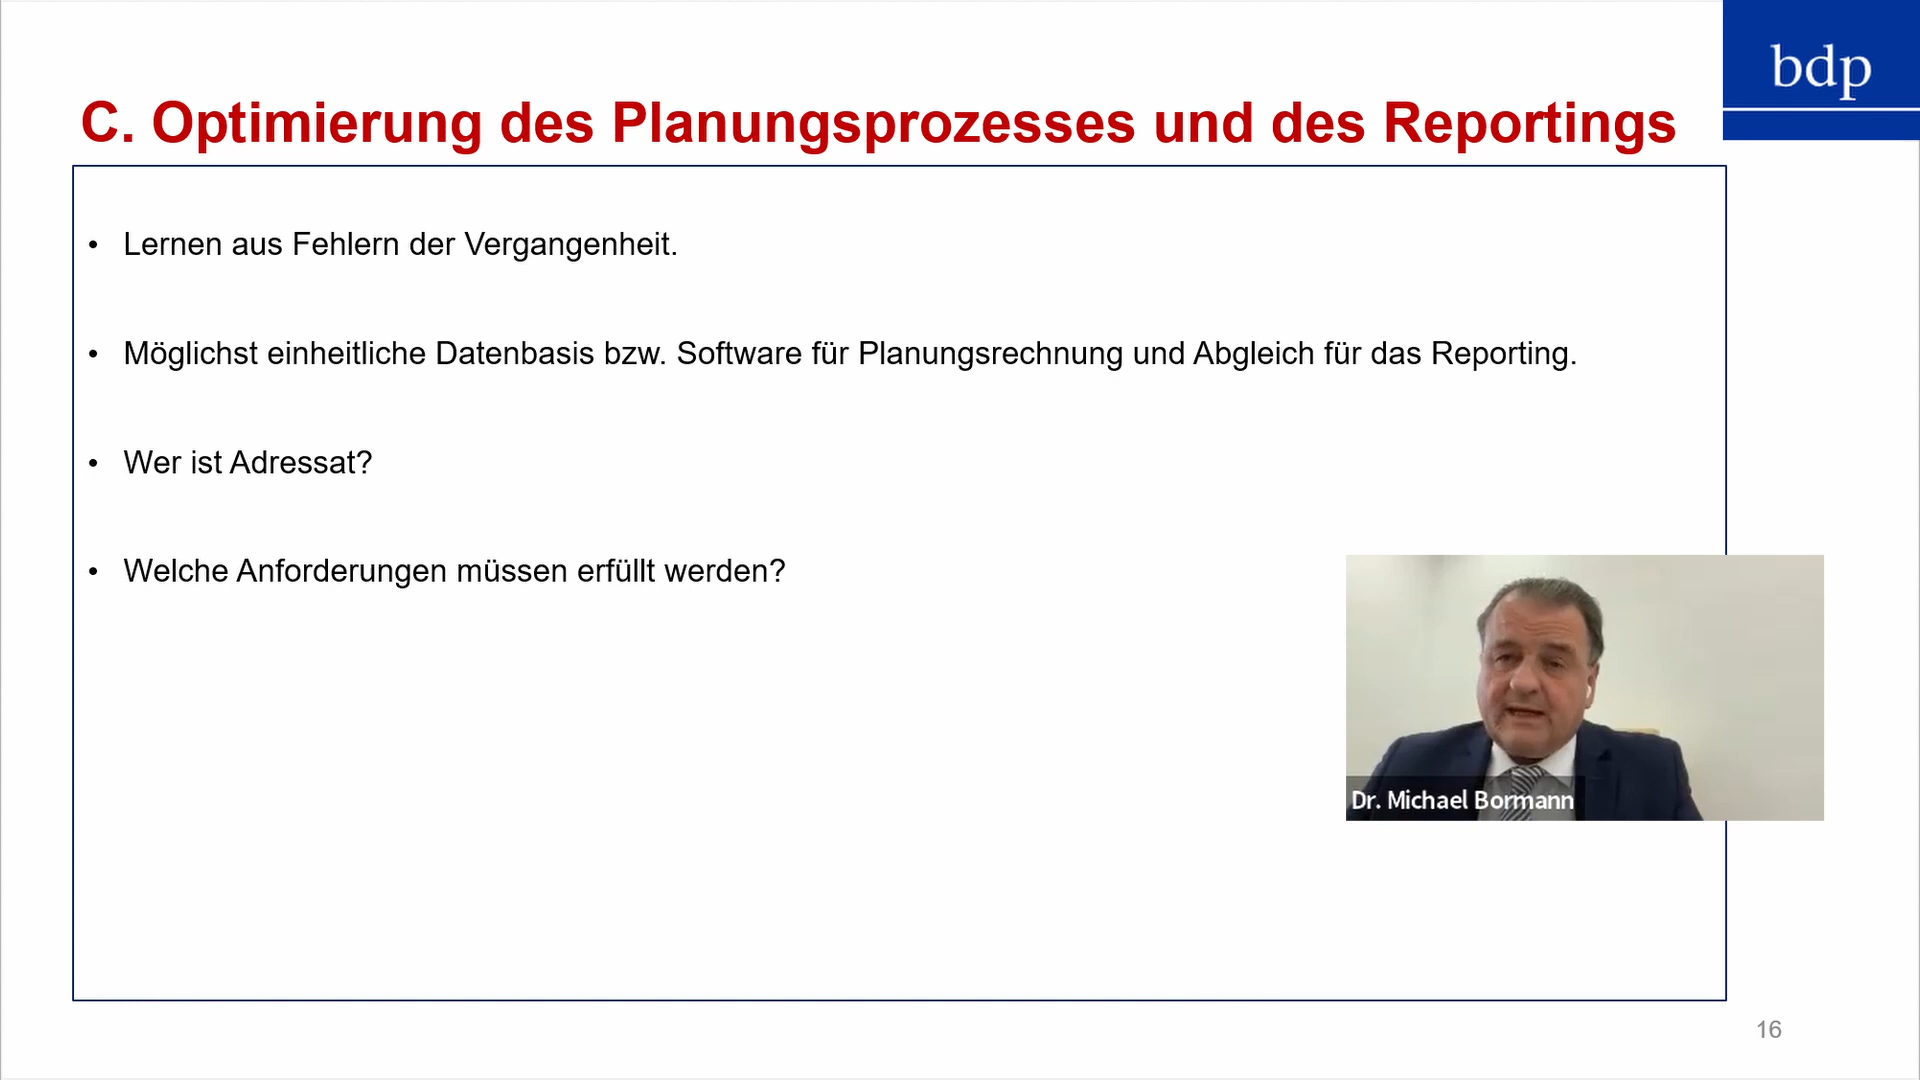 bdp
C. Optimierung des Planungsprozesses und des Reportings
• Lernen aus Fehlern der Vergangenheit.
• Möglichst einheitliche Datenbasis bzw. Software für Planungsrechnung und Abgleich für das Reporting.
• Wer ist Adressat?
• Welche Anforderungen müssen erfüllt werden?
Dr. Michael Bormann
16